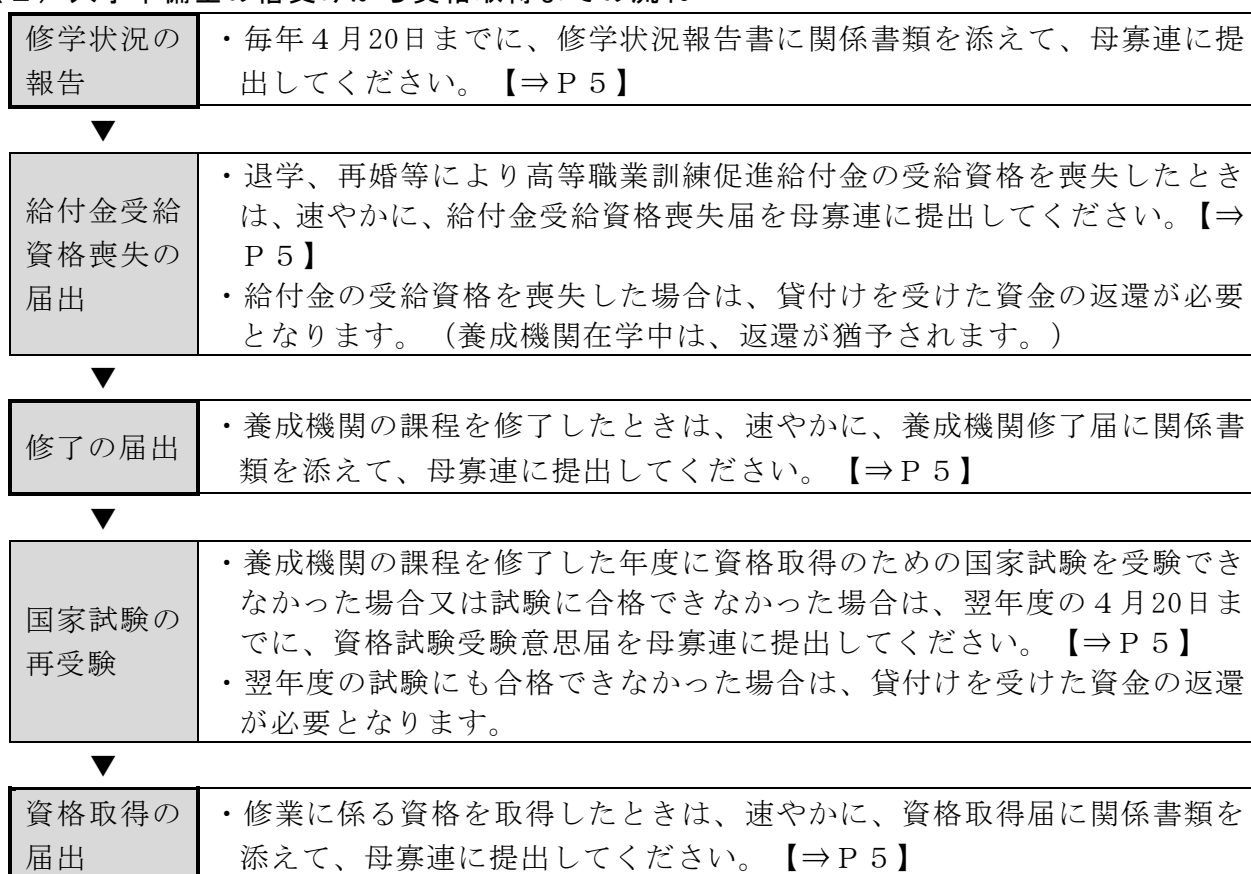 修学状況の
報告
・毎年４月20日までに、修学状況報告書に関係書類を添えて、母寡連に提
出してください。【⇒Ｐ５】
▼
給付金受給
資格喪失の
届出
・退学、再婚等により高等職業訓練促進給付金の受給資格を喪失したとき
は、速やかに、給付金受給資格喪失届を母寡連に提出してください。【⇒
Ｐ５】
・給付金の受給資格を喪失した場合は、貸付けを受けた資金の返還が必要
となります。（養成機関在学中は、返還が猶予されます。）
▼
修了の届出
・養成機関の課程を修了したときは、速やかに、養成機関修了届に関係書
類を添えて、母寡連に提出してください。【⇒Ｐ５】
▼
国家試験の
再受験
・養成機関の課程を修了した年度に資格取得のための国家試験を受験でき
なかった場合又は試験に合格できなかった場合は、翌年度の４月20日ま
でに、資格試験受験意思届を母寡連に提出してください。【⇒Ｐ５】
・翌年度の試験にも合格できなかった場合は、貸付けを受けた資金の返還
が必要となります。
▼
資格取得の
届出
・修業に係る資格を取得したときは、速やかに、資格取得届に関係書類を
添えて、母寡連に提出してください。【⇒Ｐ５】